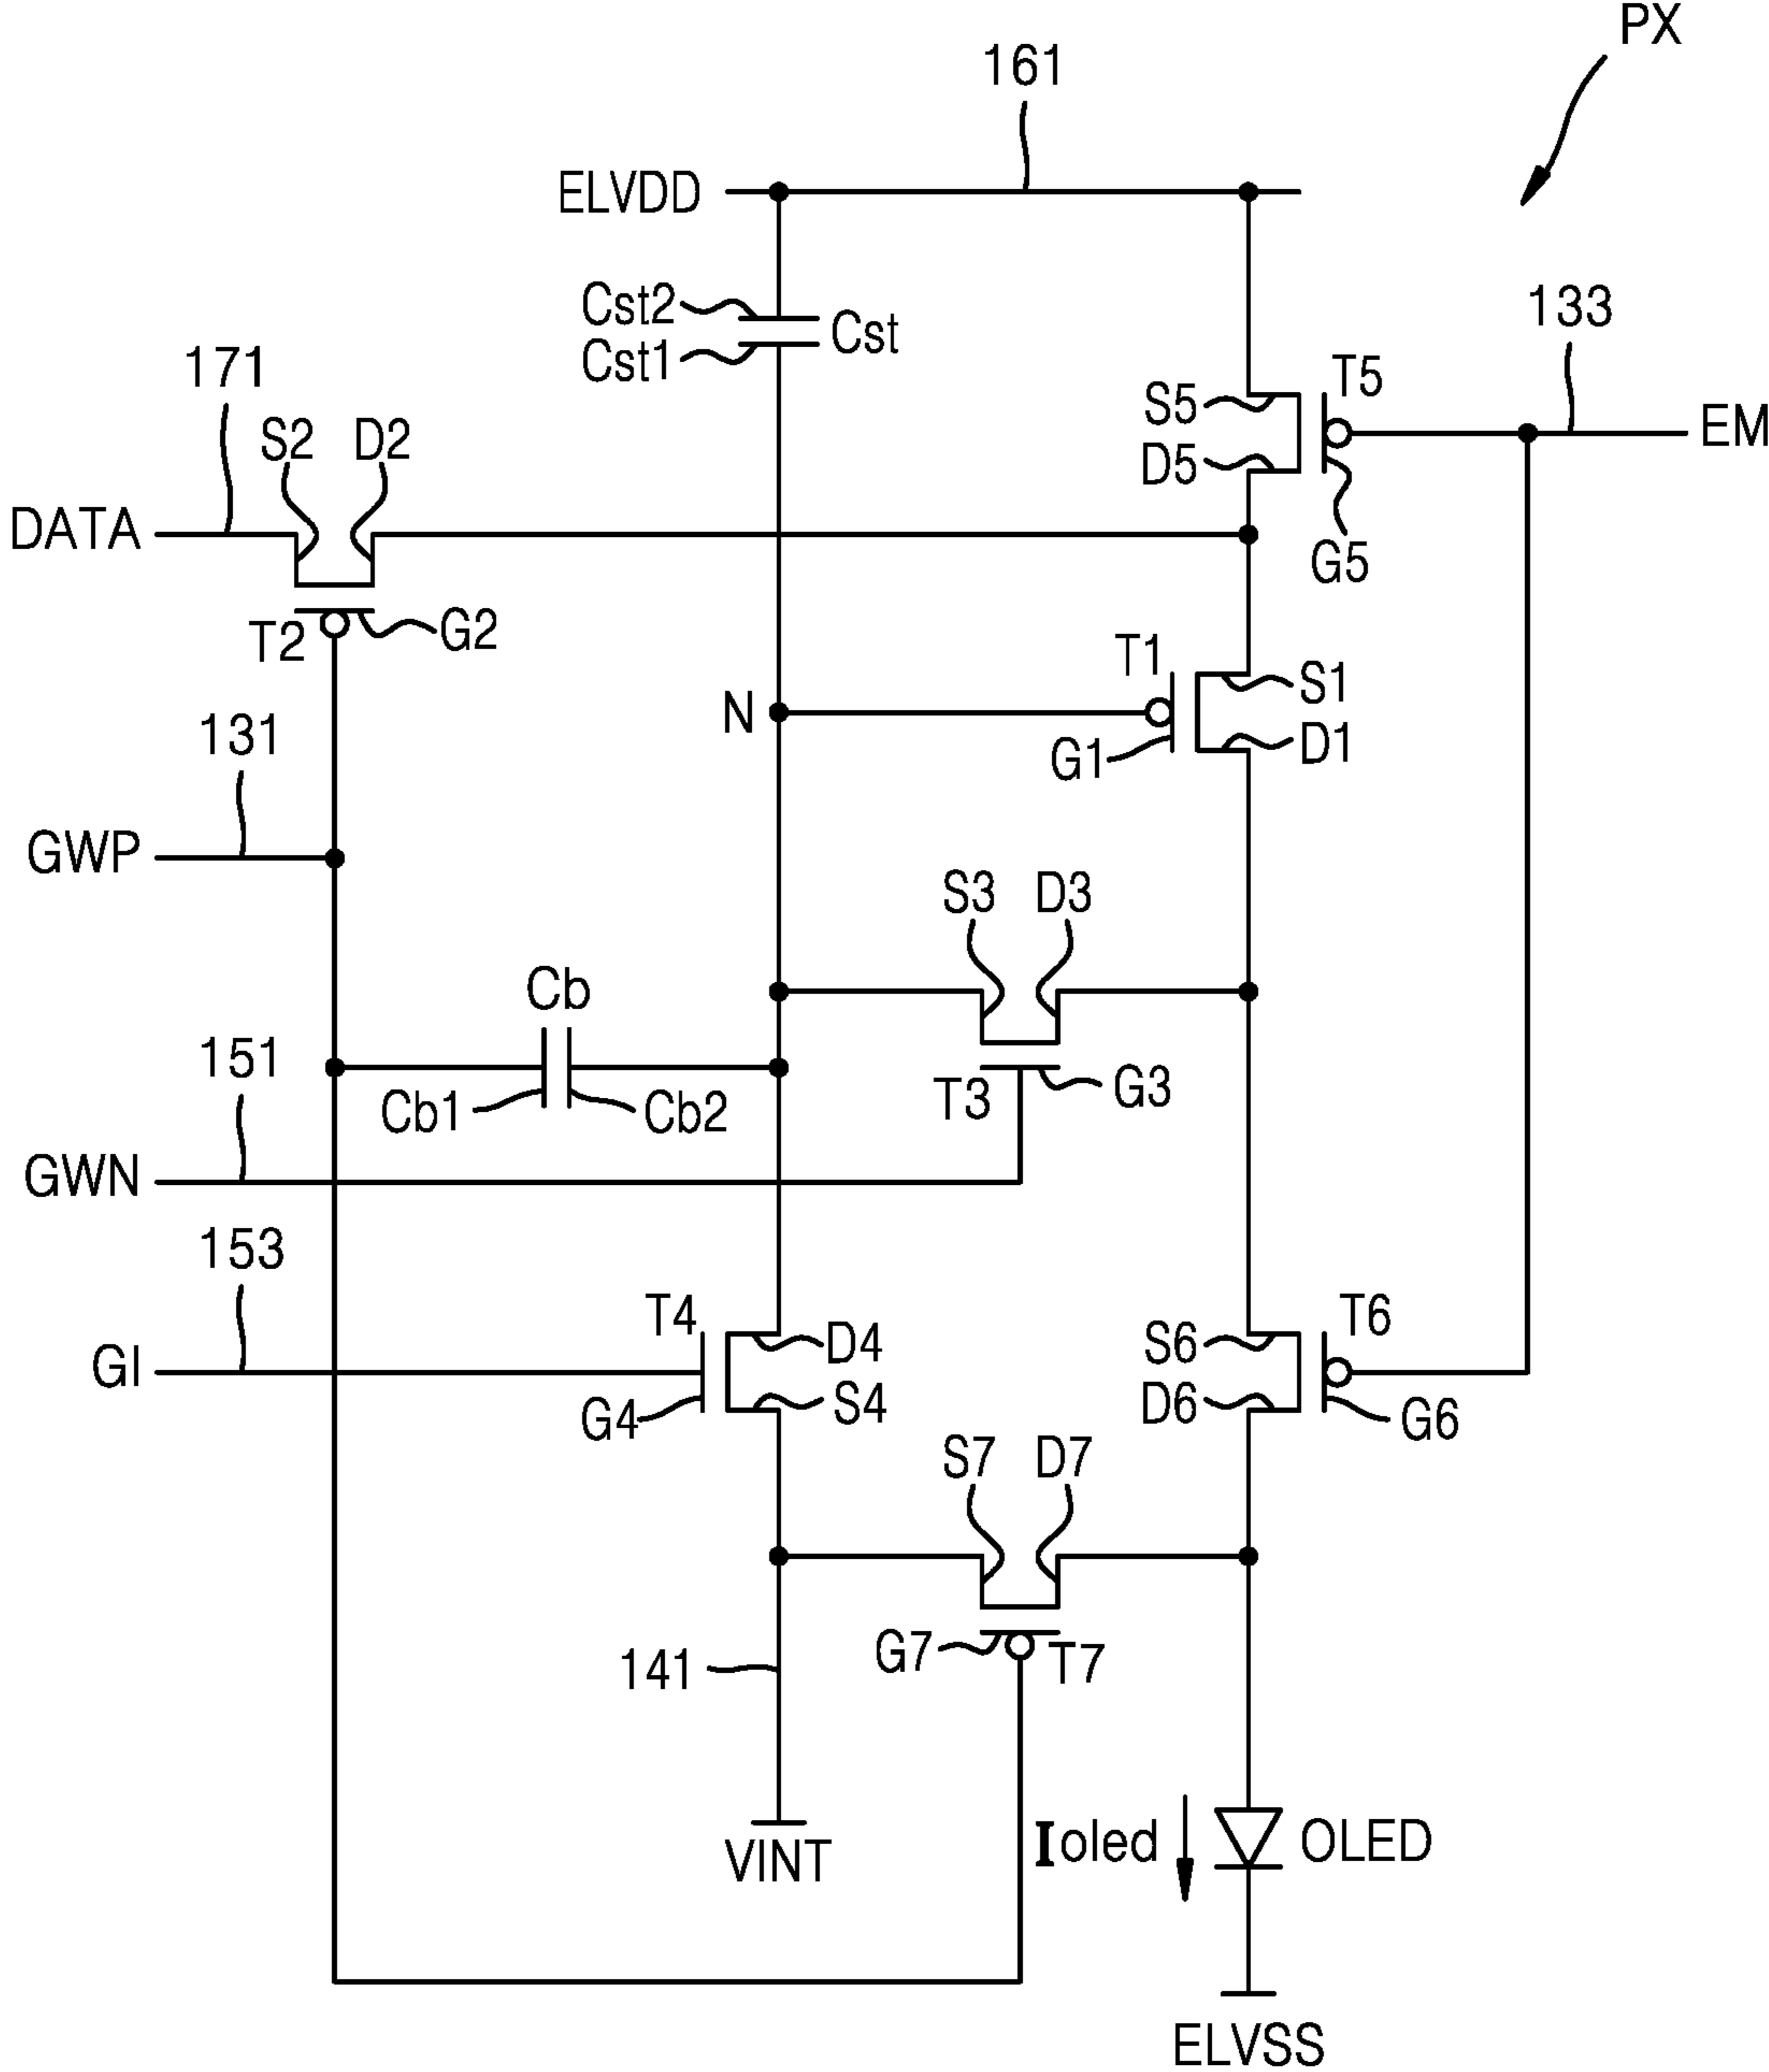 PX
161
ELVDD
Cst2
Cst
Cst1
133
171
T5
S5
EM
S2
D2
D5
DATA
G5
T2
G2
T1
S1
N
131
G1
D1
GWP
S3
D3
Cb
151
Cb1
Cb2
T3
G3
GWN
153
T4
D4
S6
T6
GI
G4
S4
D6
G6
S7
D7
141
G7
T7
VINT
Ioled
OLED
ELVSS